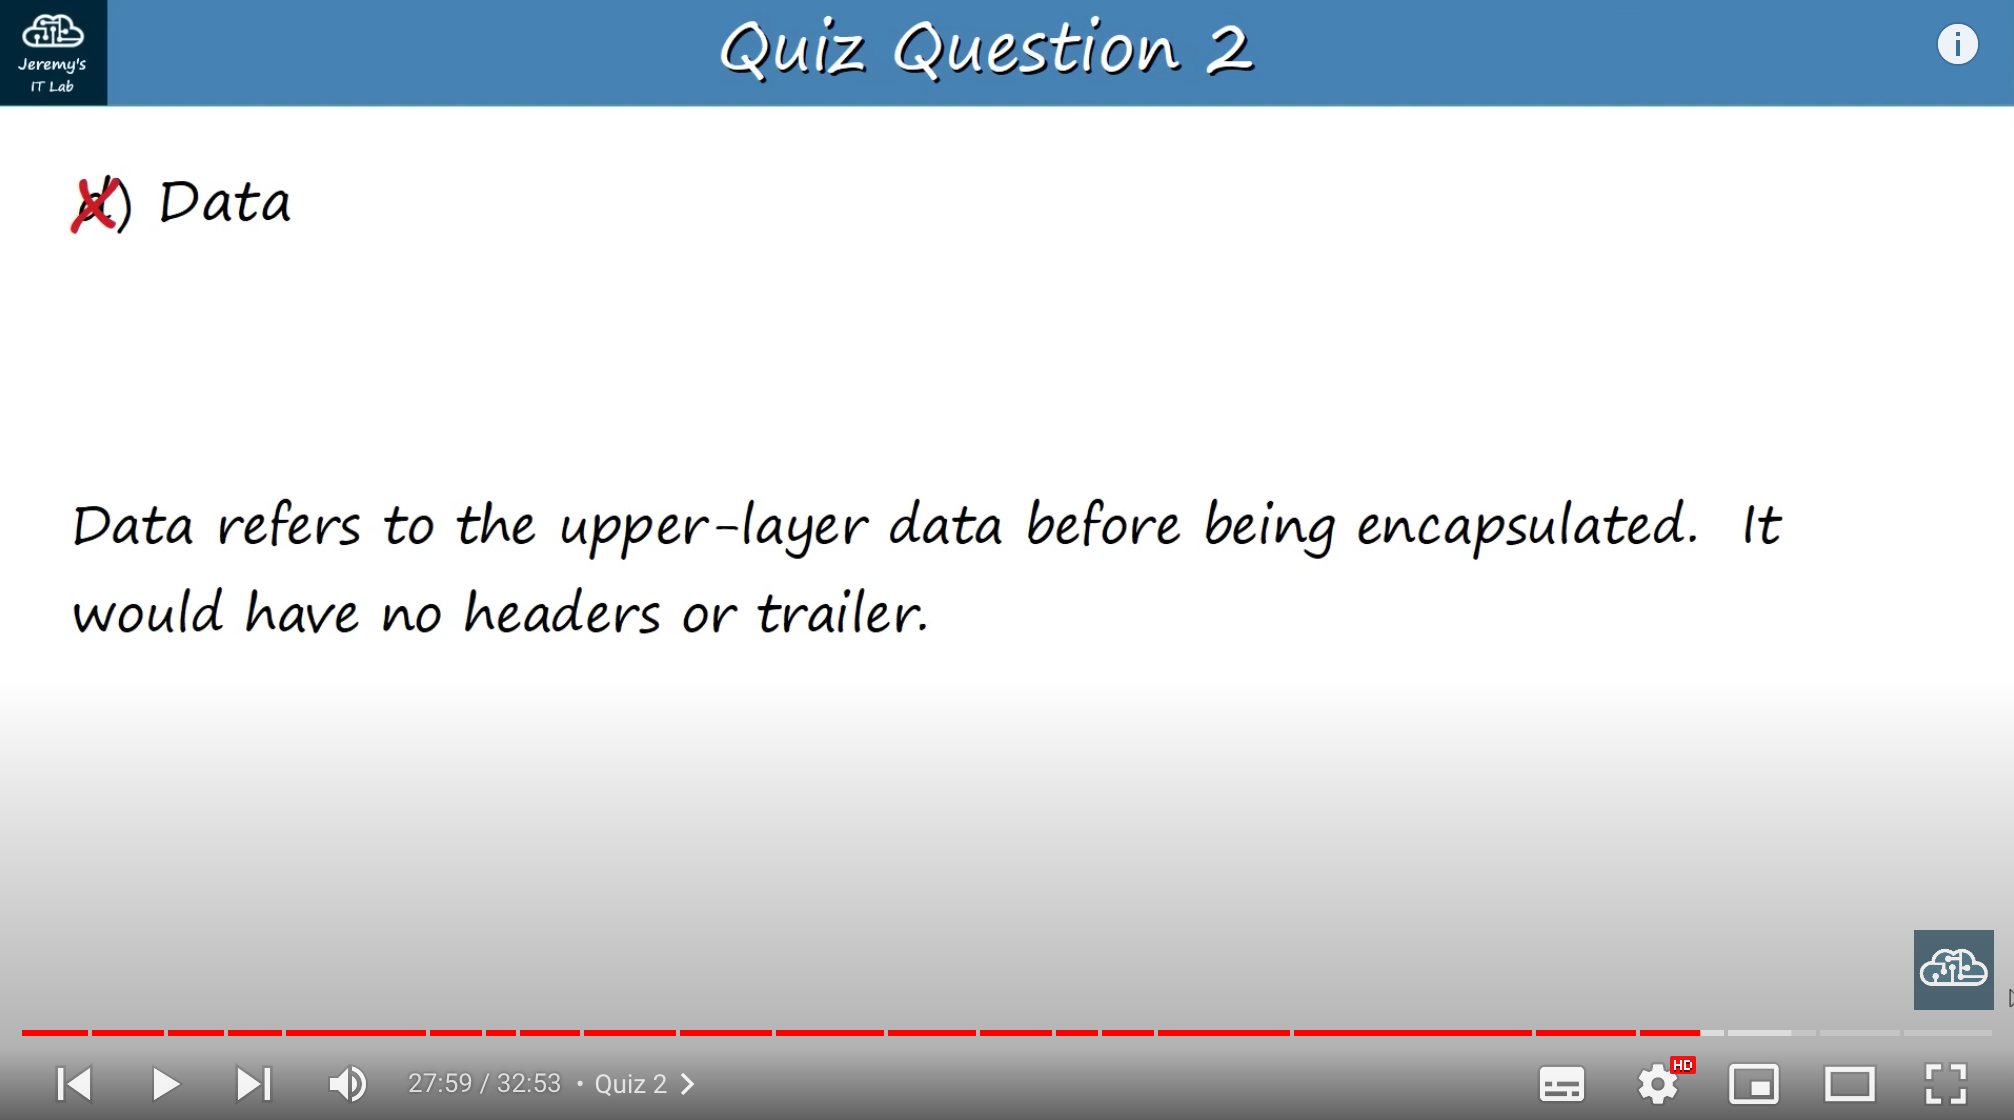 Jeremy's
IT Lab
Quiz Question 2
d) Data
Data refers to the upper-layer data before being encapsulated. It
would have no headers or trailer.
HD
27:59 / 32:53 • Quiz 2